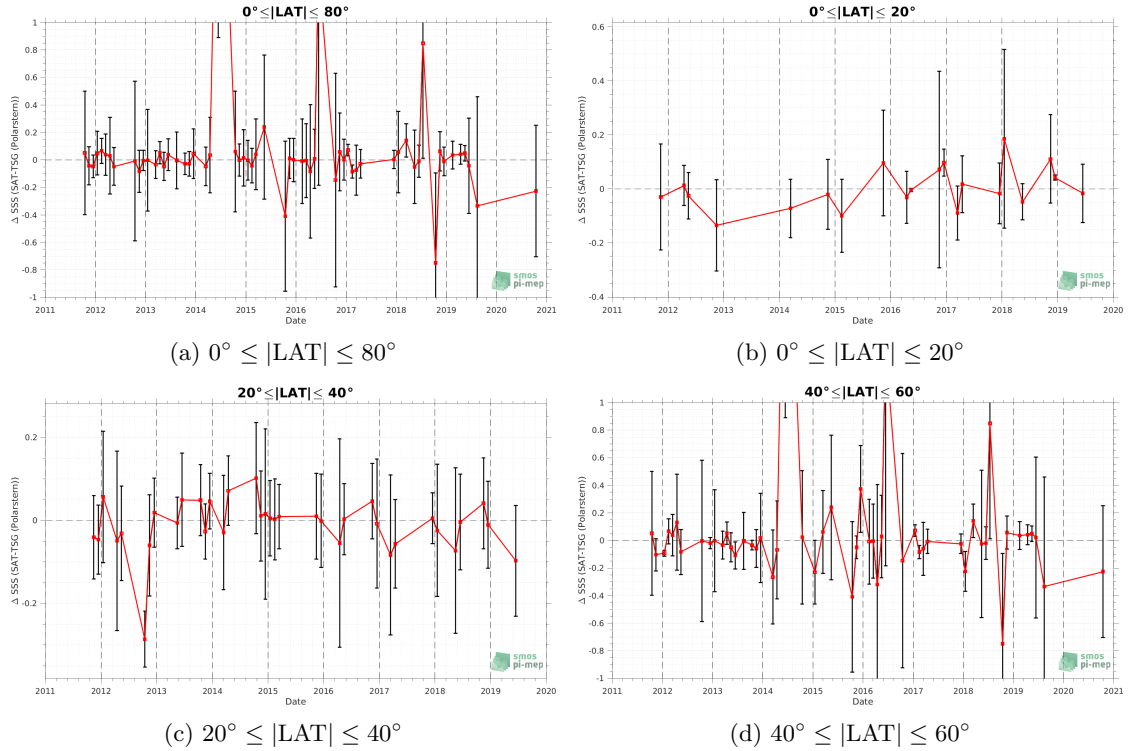 0°≤|LAT|≤ 80°
Δ SSS (SAT-TSG (Polarstern))
1
0.8
0.6
0.4
0.2
0
-0.2
-0.4
-0.6
-0.8
-1
2011 2012 2013 2014 2015 2016 2017 2018 2019 2020 2021
Date
smos
pi-mep
(a) 0° ≤ |LAT| ≤ 80°
0°≤|LAT|≤ 20°
Δ SSS (SAT-TSG (Polarstern))
0.6
0.4
0.2
0
-0.2
-0.4
2011 2012 2013 2014 2015 2016 2017 2018 2019 2020
Date
smos
pi-mep
(b) 0° ≤ |LAT| ≤ 20°
20°≤|LAT|≤ 40°
Δ SSS (SAT-TSG (Polarstern))
0.2
0
-0.2
2011 2012 2013 2014 2015 2016 2017 2018 2019 2020
Date
smos
pi-mep
(c) 20° ≤ |LAT| ≤ 40°
40°≤|LAT|≤ 60°
Δ SSS (SAT-TSG (Polarstern))
1
0.8
0.6
0.4
0.2
0
-0.2
-0.4
-0.6
-0.8
-1
2011 2012 2013 2014 2015 2016 2017 2018 2019 2020 2021
Date
smos
pi-mep
(d) 40° ≤ |LAT| ≤ 60°